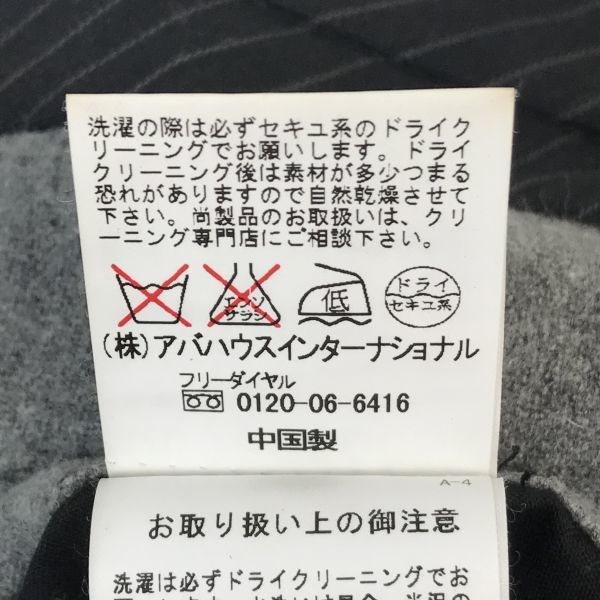 洗濯の際は必ずセキユ系のドライク
リーニングでお願いします。ドライ
クリーニング後は素材が多少つまる
恐れがありますので自然乾燥させて
下さい。尚製品のお取扱いは、クリ
ーニング専門店にご相談下さい。
エンソ
サラシ
低
ドライ
セキユ系
(株)アバハウスインターナショナル
フリーダイヤル
0120-06-6416
中国製
A-4
お取り扱い上の御注意
洗濯は必ずドライクリーニングでお